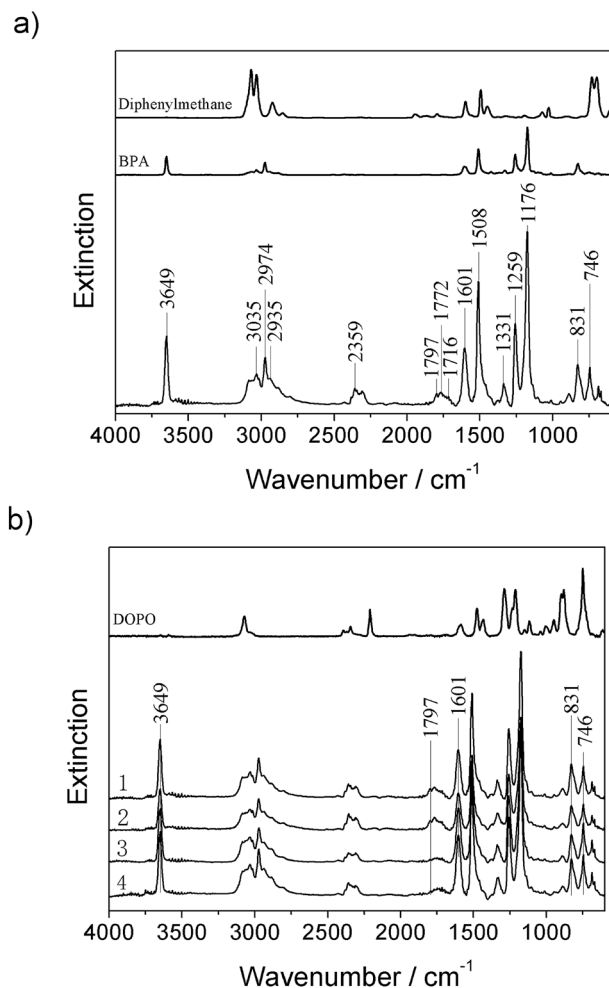 a)
Diphenylmethane
BPA
Extinction
3649
3035
2974
2935
2359
1797
1772
1716
1601
1508
1331
1259
1176
831
746
4000 3500 3000 2500 2000 1500 1000
Wavenumber / cm⁻¹
b)
DOPO
Extinction
3649
1797
1601
831
746
1
2
3
4
4000 3500 3000 2500 2000 1500 1000
Wavenumber / cm⁻¹